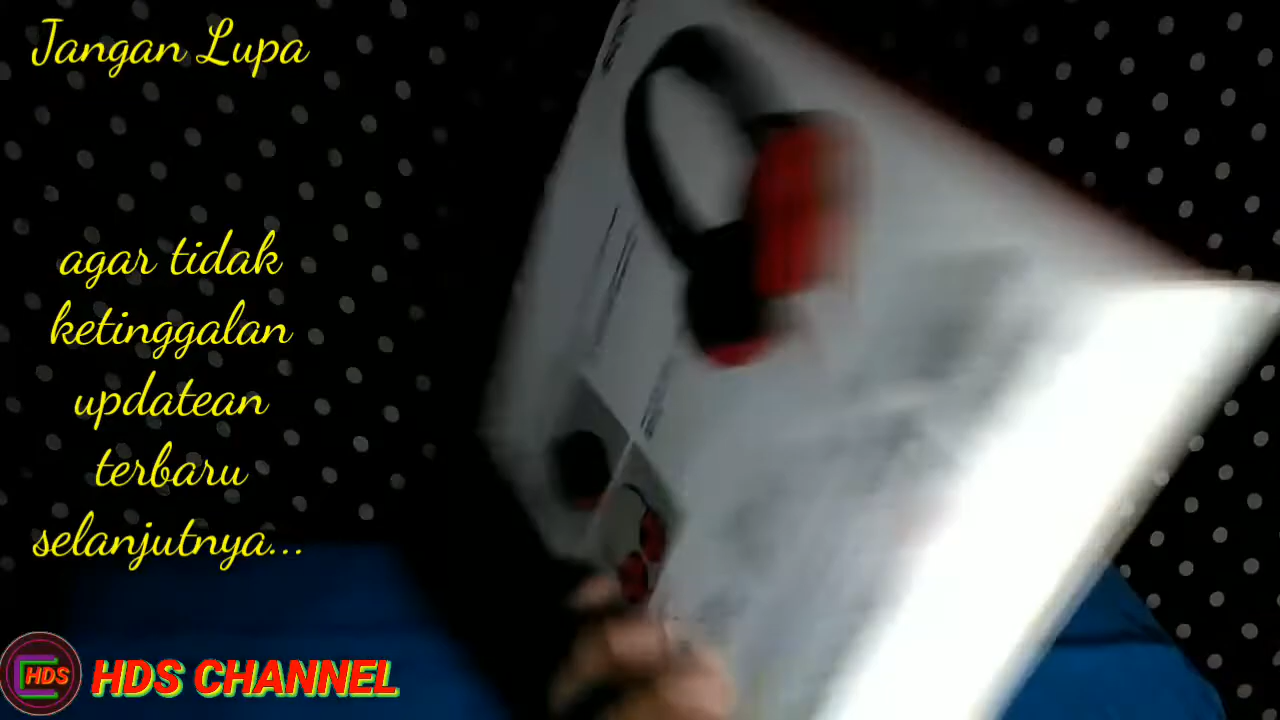 Jangan Lupa
agar tidak
ketinggalan
updatean
terbaru
selanjutnya...
HDS
HDS CHANNEL